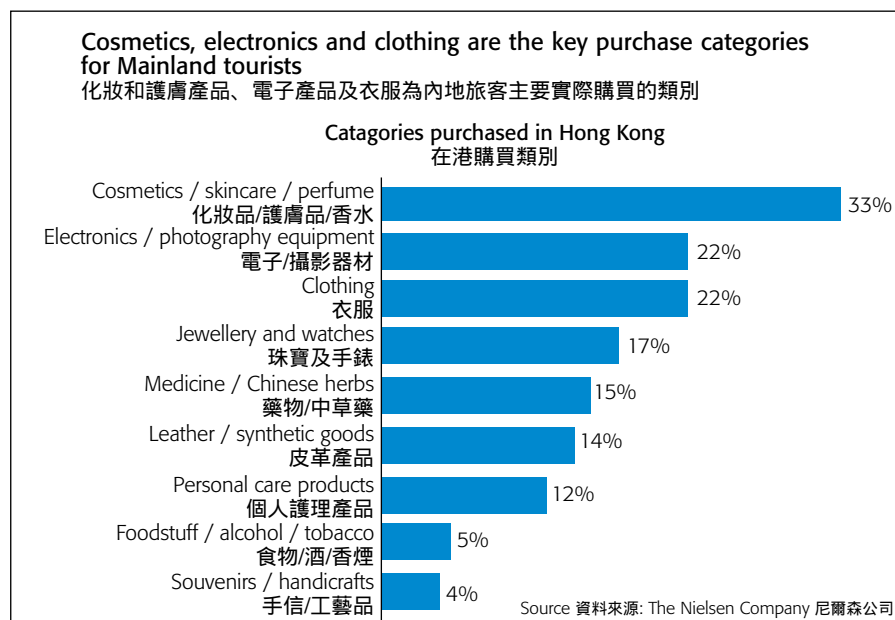 Cosmetics, electronics and clothing are the key purchase categories
for Mainland tourists
化妝和護膚產品、電子產品及衣服為內地旅客主要實際購買的類別
Catagories purchased in Hong Kong
在港購買類別
Cosmetics / skincare / perfume
化妝品/護膚品/香水
33%
Electronics / photography equipment
電子/攝影器材
22%
Clothing
衣服
22%
Jewellery and watches
珠寶及手錶
17%
Medicine / Chinese herbs
藥物/中草藥
15%
Leather / synthetic goods
皮革產品
14%
Personal care products
個人護理產品
12%
Foodstuff / alcohol / tobacco
食物/酒/香煙
5%
Souvenirs / handicrafts
手信/工藝品
4%
Source 資料來源: The Nielsen Company 尼爾森公司